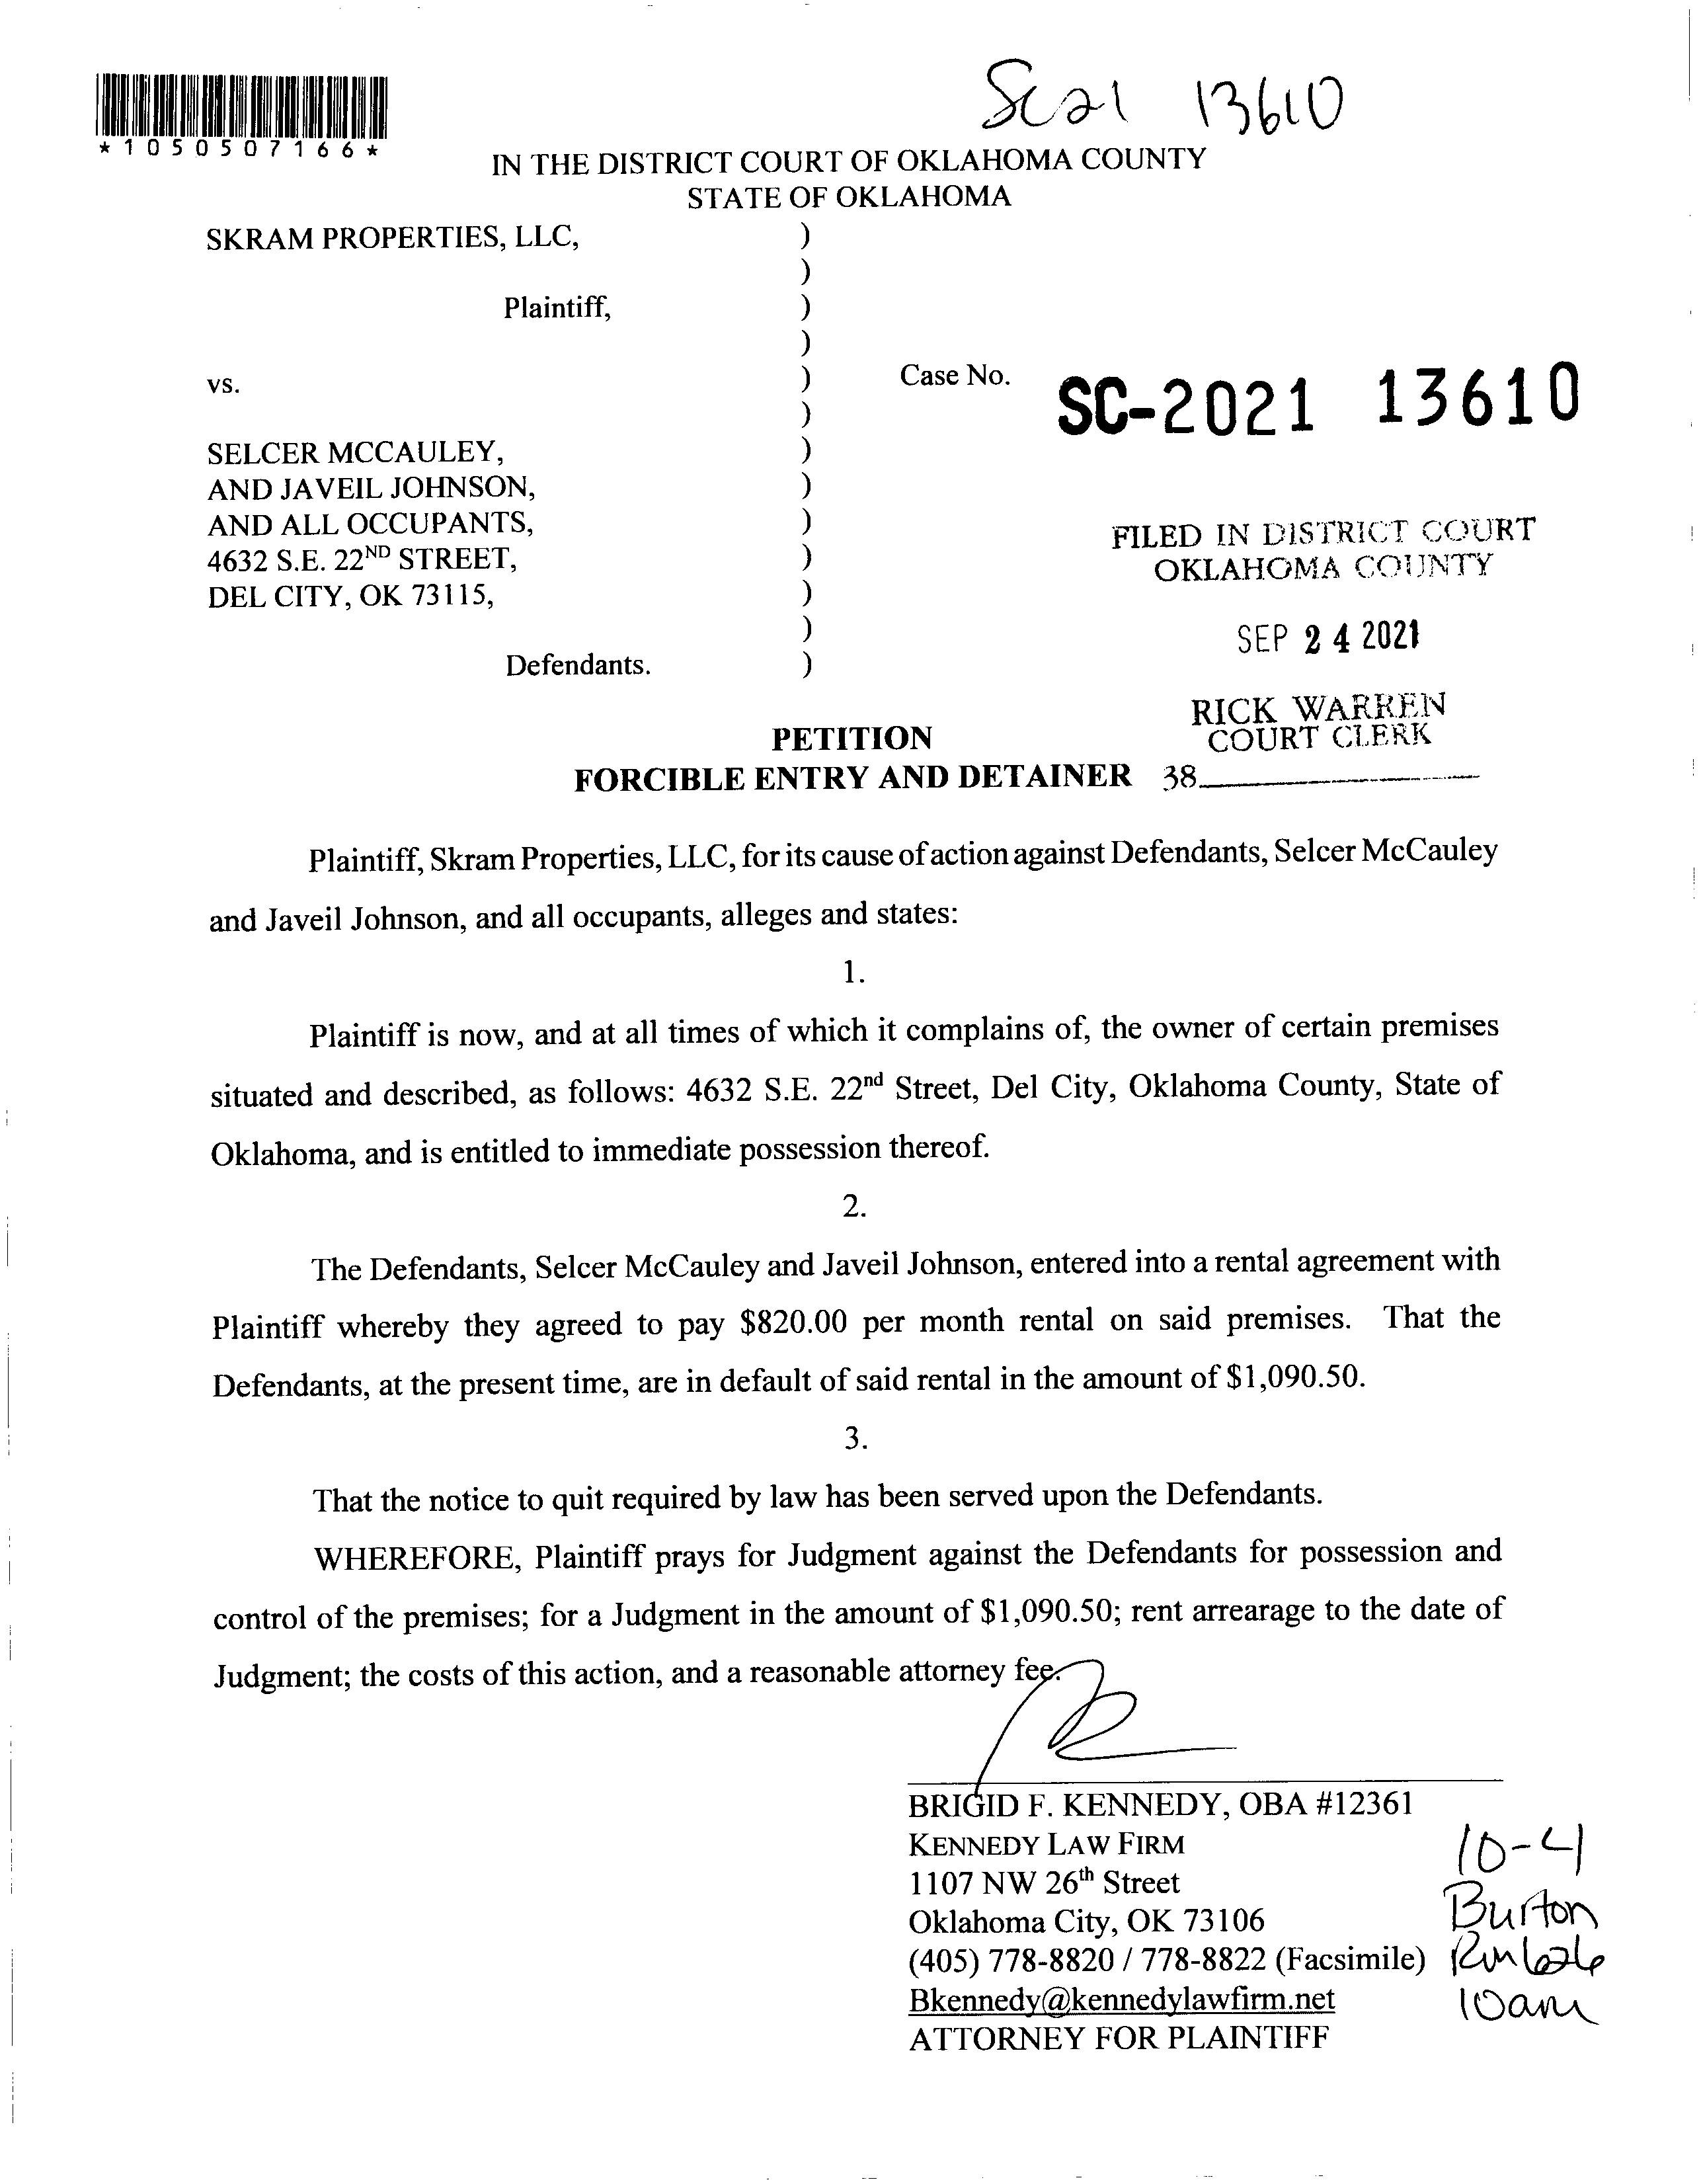 SC21 13610
*1050507166*
IN THE DISTRICT COURT OF OKLAHOMA COUNTY
STATE OF OKLAHOMA
SKRAM PROPERTIES, LLC, )
)
Plaintiff, )
)
vs. ) Case No. SC-2021 13610
)
SELCER MCCAULEY, )
AND JAVEIL JOHNSON, )
AND ALL OCCUPANTS, )
4632 S.E. 22ND STREET, )
DEL CITY, OK 73115, )
)
Defendants. )
FILED IN DISTRICT COURT
OKLAHOMA COUNTY
SEP 24 2021
RICK WARREN
COURT CLERK
38
PETITION
FORCIBLE ENTRY AND DETAINER
Plaintiff, Skram Properties, LLC, for its cause of action against Defendants, Selcer McCauley
and Javeil Johnson, and all occupants, alleges and states:
1.
Plaintiff is now, and at all times of which it complains of, the owner of certain premises
situated and described, as follows: 4632 S.E. 22nd Street, Del City, Oklahoma County, State of
Oklahoma, and is entitled to immediate possession thereof.
2.
The Defendants, Selcer McCauley and Javeil Johnson, entered into a rental agreement with
Plaintiff whereby they agreed to pay $820.00 per month rental on said premises. That the
Defendants, at the present time, are in default of said rental in the amount of $1,090.50.
3.
That the notice to quit required by law has been served upon the Defendants.
WHEREFORE, Plaintiff prays for Judgment against the Defendants for possession and
control of the premises; for a Judgment in the amount of $1,090.50; rent arrearage to the date of
Judgment; the costs of this action, and a reasonable attorney fee.
BRIGID F. KENNEDY, OBA #12361
KENNEDY LAW FIRM
1107 NW 26th Street
Oklahoma City, OK 73106
(405) 778-8820 / 778-8822 (Facsimile)
Bkennedy@kennedylawfirm.net
ATTORNEY FOR PLAINTIFF
10-4
Burton
10am